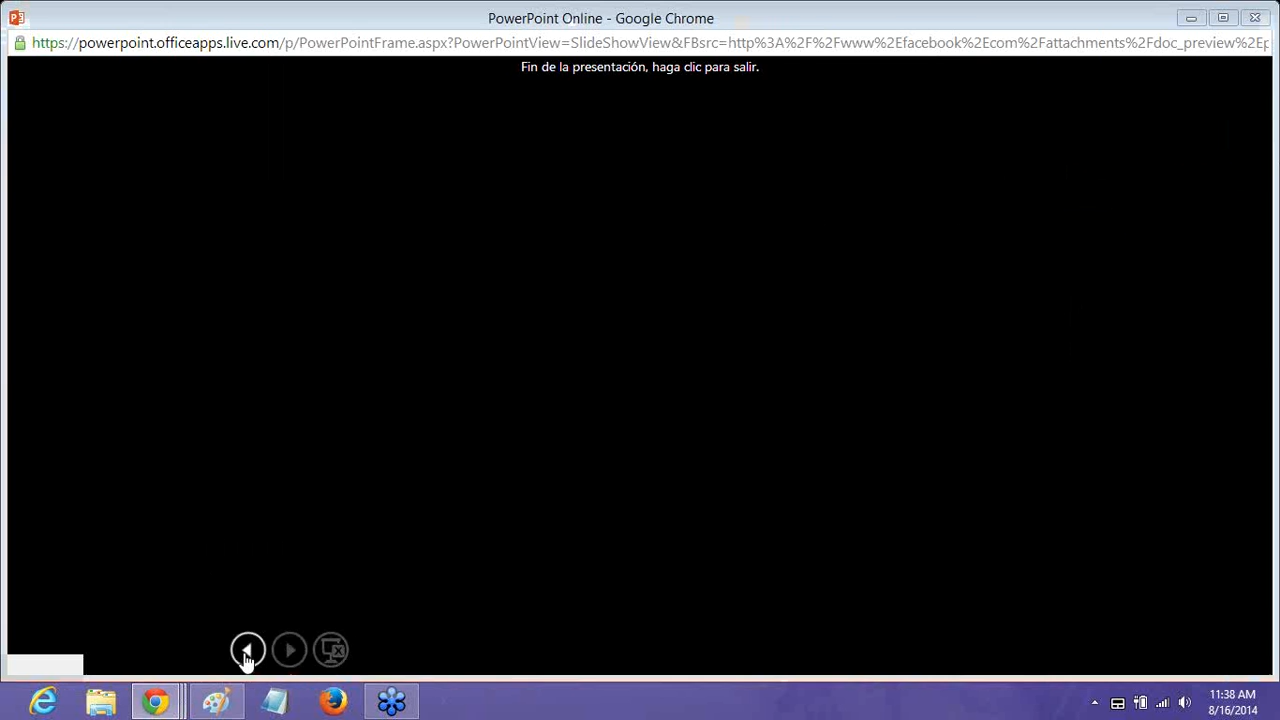 PowerPoint Online - Google Chrome
https://powerpoint.officeapps.live.com/p/PowerPointFrame.aspx?PowerPointView=SlideShowView&FBsrc=http%3A%2F%2Fwww%2Efacebook%2Ecom%2Fattachments%2Fdoc_preview%2Ep
Fin de la presentación, haga clic para salir.
11:38 AM
8/16/2014